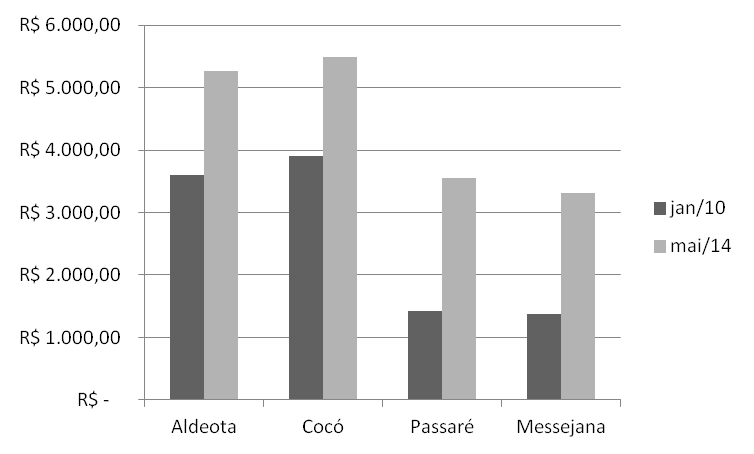 R$ 6.000,00
R$ 5.000,00
R$ 4.000,00
R$ 3.000,00
R$ 2.000,00
R$ 1.000,00
R$ -
Aldeota
Cocó
Passaré
Messejana
jan/10
mai/14